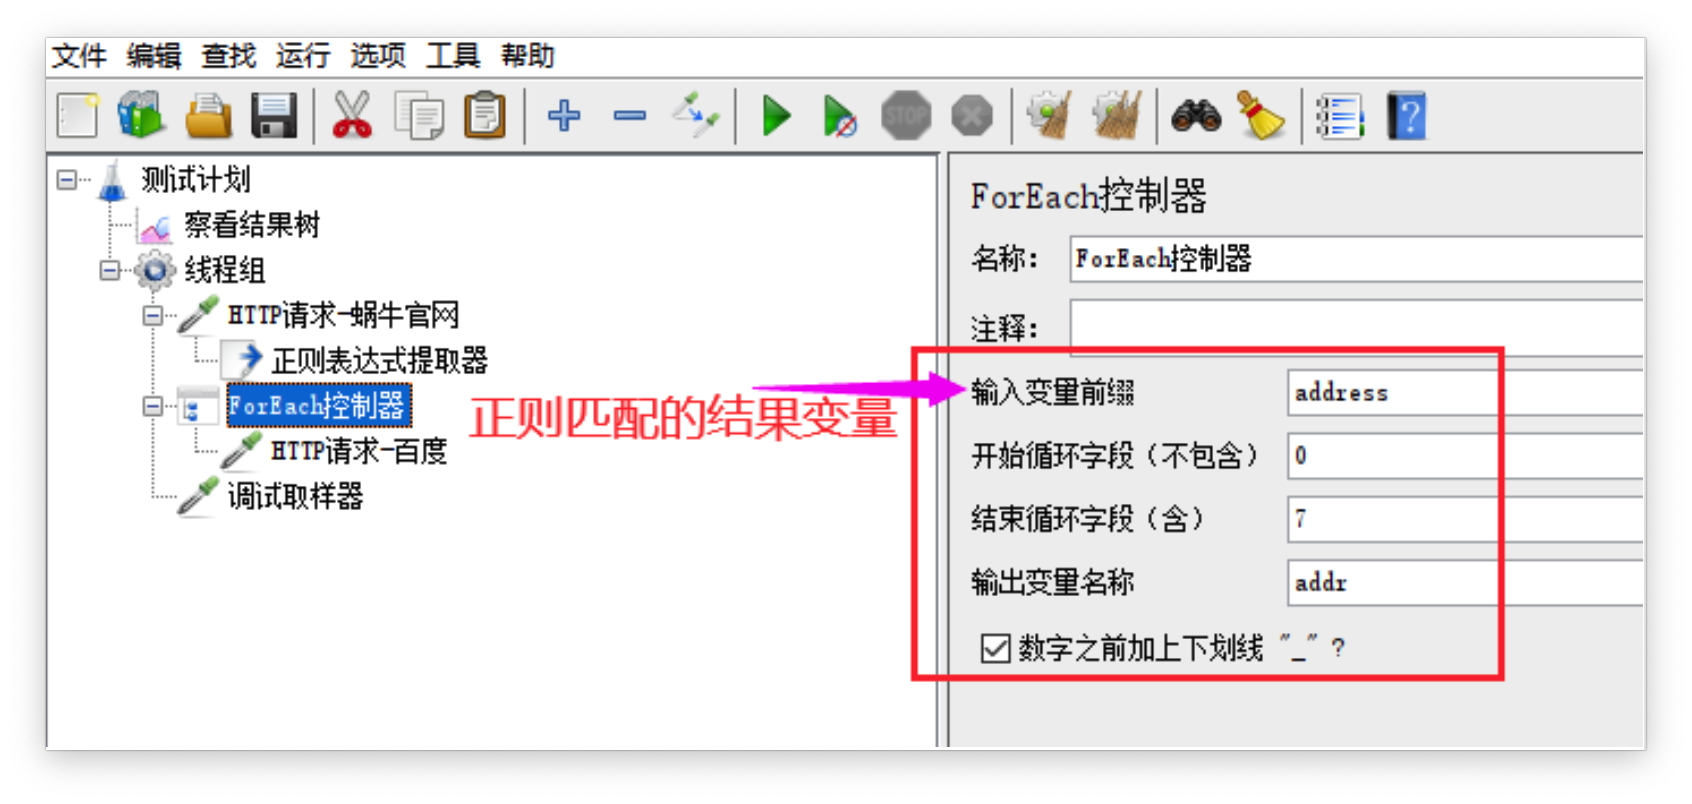 文件 编辑 查找 运行 选项 工具 帮助
STOP
?
测试计划
察看结果树
线程组
HTTP请求-蜗牛官网
正则表达式提取器
ForEach控制器
HTTP请求-百度
调试取样器
正则匹配的结果变量
ForEach控制器
名称: ForEach控制器
注释:
输入变量前缀 address
开始循环字段（不包含） 0
结束循环字段（含） 7
输出变量名称 addr
数字之前加上下划线 "_" ?